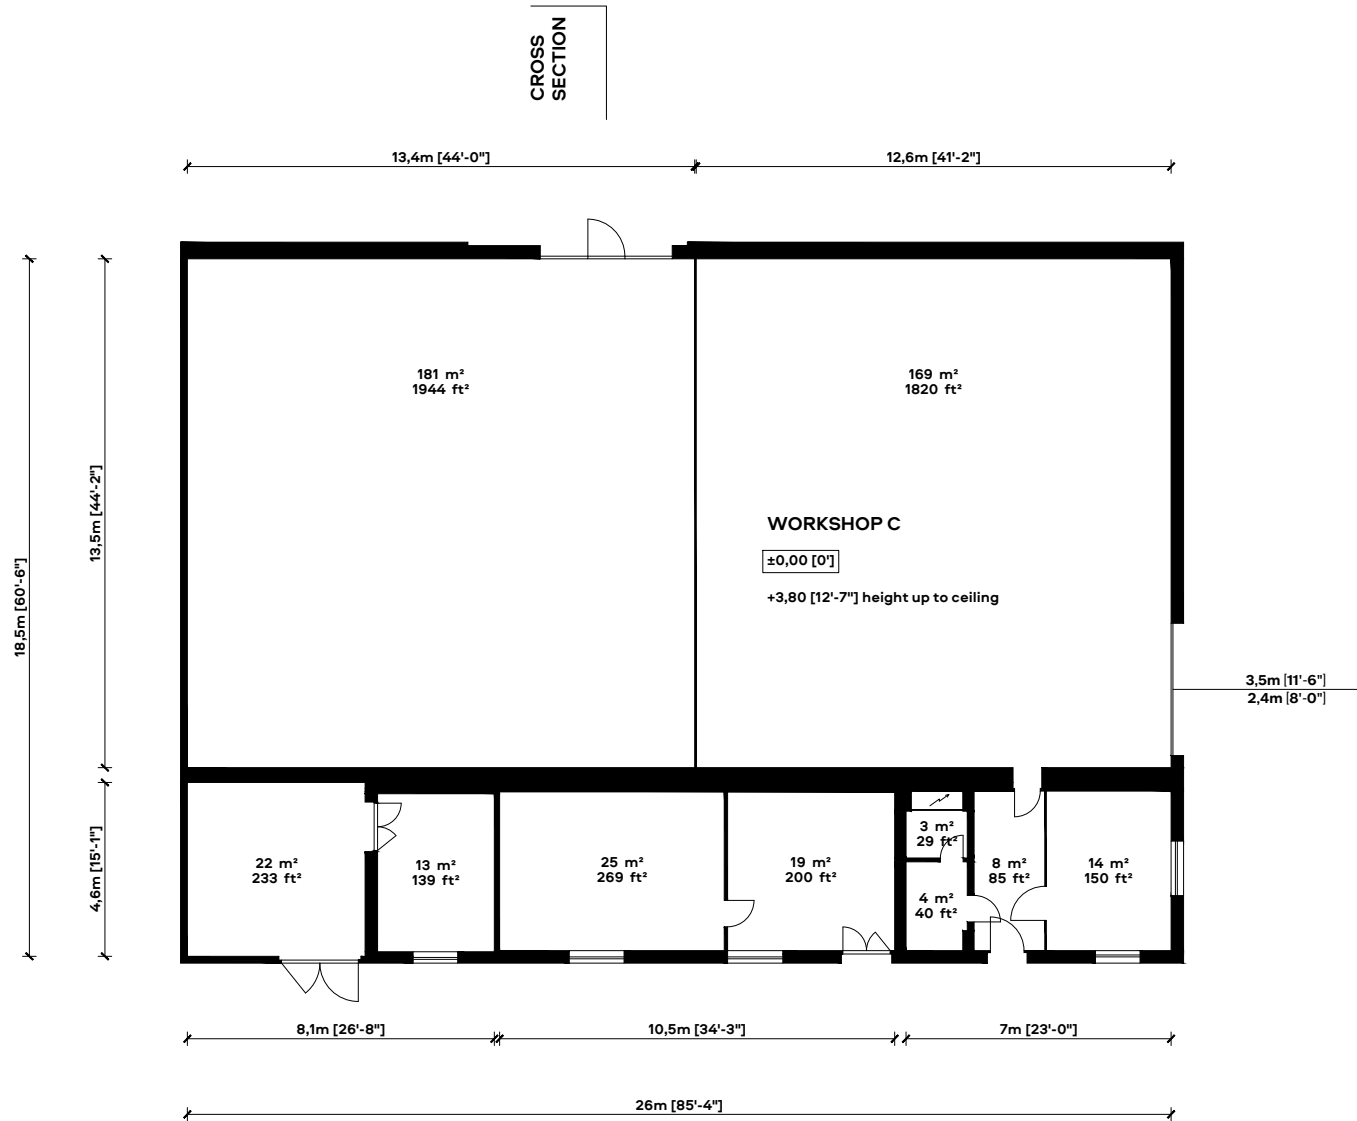 CROSS
SECTION
13,4m [44'-0"]
12,6m [41'-2"]
181 m²
1944 ft²
169 m²
1820 ft²
WORKSHOP C
±0,00 [0']
+3,80 [12'-7"] height up to ceiling
18,5m [60'-6"]
13,5m [44'-2"]
3,5m [11'-6"]
2,4m [8'-0"]
4,6m [15'-1"]
22 m²
233 ft²
13 m²
139 ft²
25 m²
269 ft²
19 m²
200 ft²
3 m²
29 ft²
4 m²
40 ft²
8 m²
85 ft²
14 m²
150 ft²
8,1m [26'-8"]
10,5m [34'-3"]
7m [23'-0"]
26m [85'-4"]